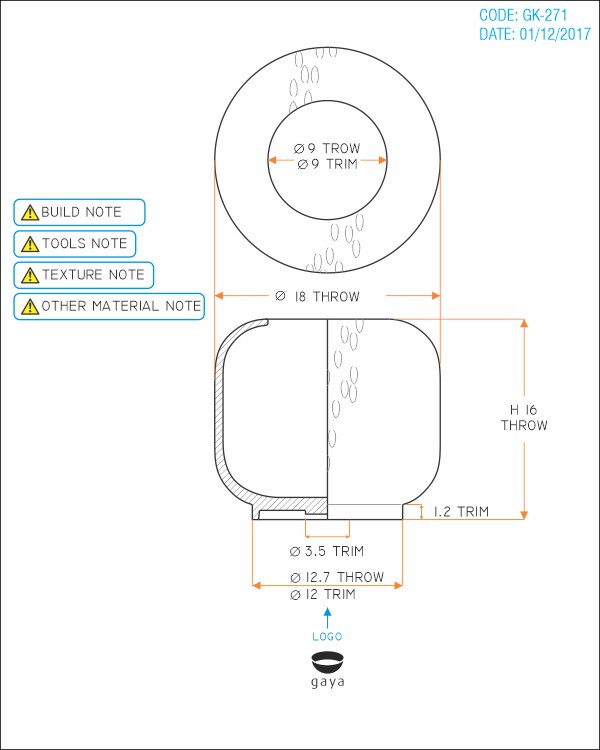 CODE: GK-271
DATE: 01/12/2017
Ø 9 TROW
Ø 9 TRIM
BUILD NOTE
TOOLS NOTE
TEXTURE NOTE
OTHER MATERIAL NOTE
Ø 18 THROW
H 16
THROW
1.2 TRIM
Ø 3.5 TRIM
Ø 12.7 THROW
Ø 12 TRIM
LOGO
gaya